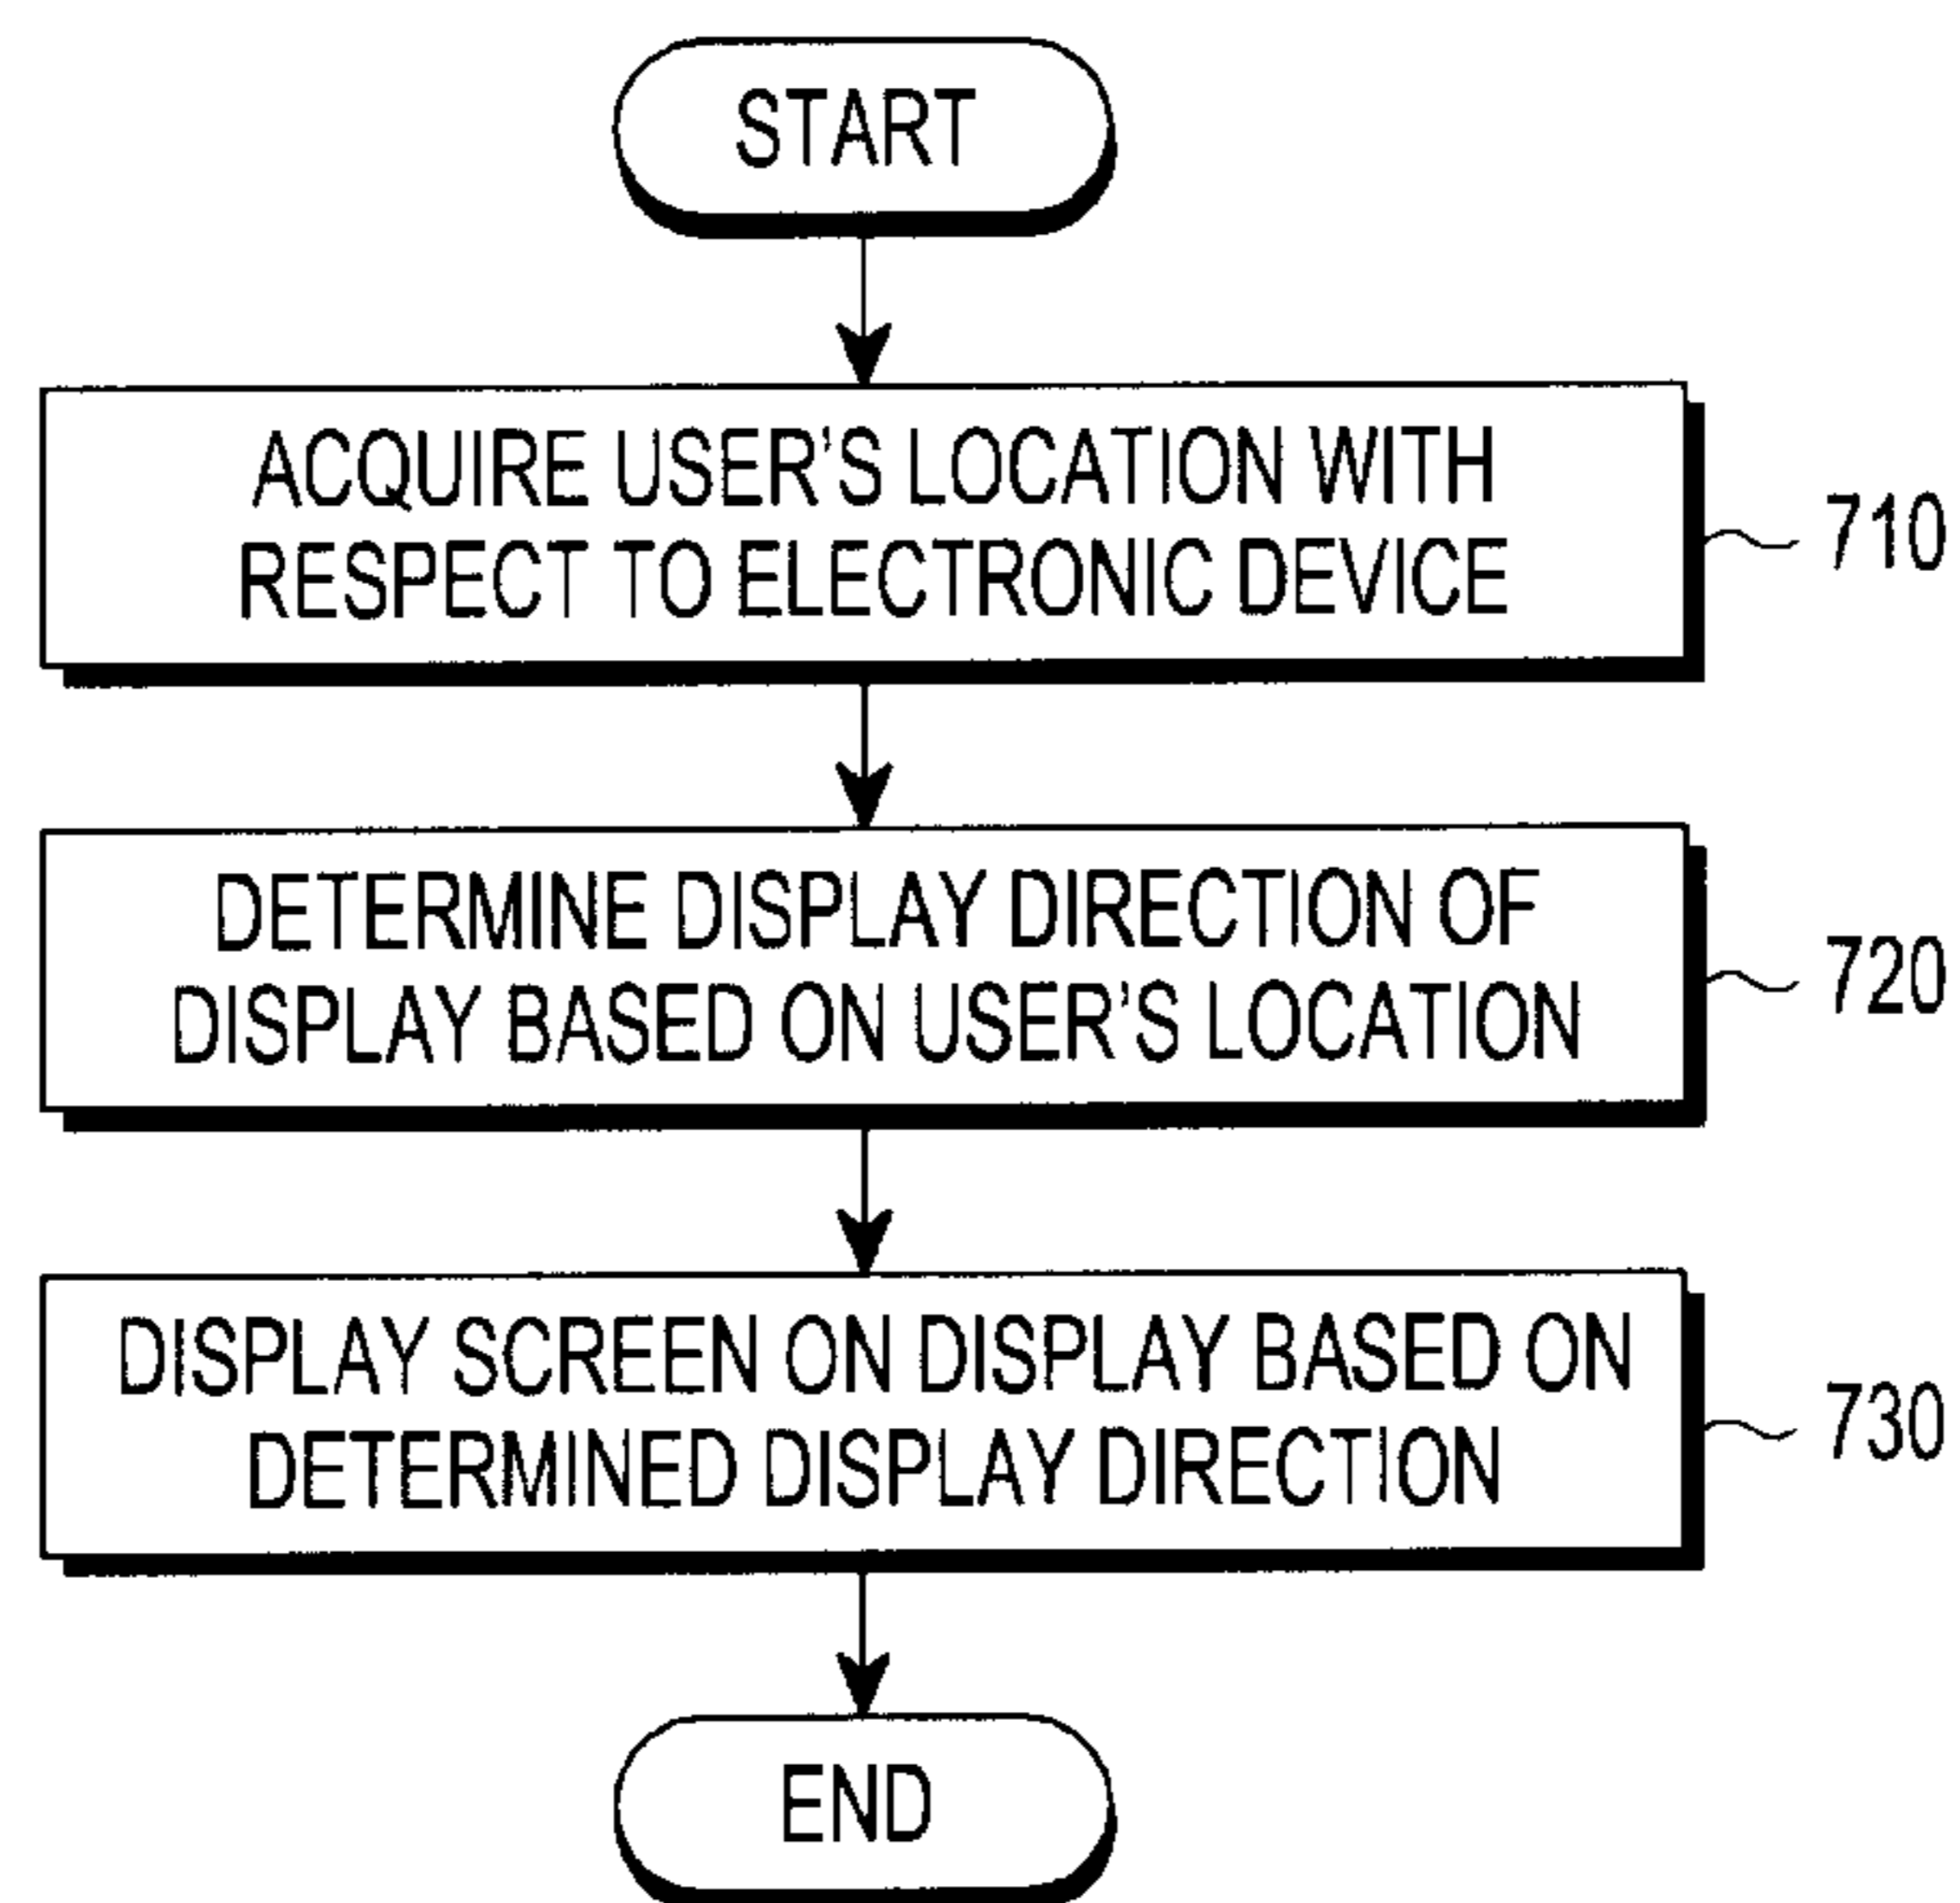 START
ACQUIRE USER'S LOCATION WITH
RESPECT TO ELECTRONIC DEVICE
710
DETERMINE DISPLAY DIRECTION OF
DISPLAY BASED ON USER'S LOCATION
720
DISPLAY SCREEN ON DISPLAY BASED ON
DETERMINED DISPLAY DIRECTION
730
END